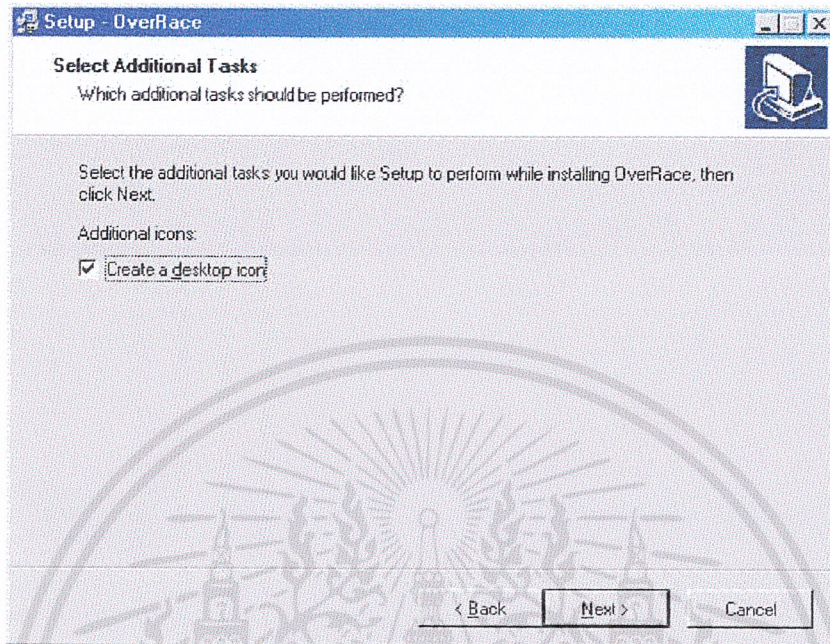 Setup - OverRace
Select Additional Tasks
Which additional tasks should be performed?
Select the additional tasks you would like Setup to perform while installing OverRace, then
click Next.
Additional icons:
Create a desktop icon
< Back
Next >
Cancel